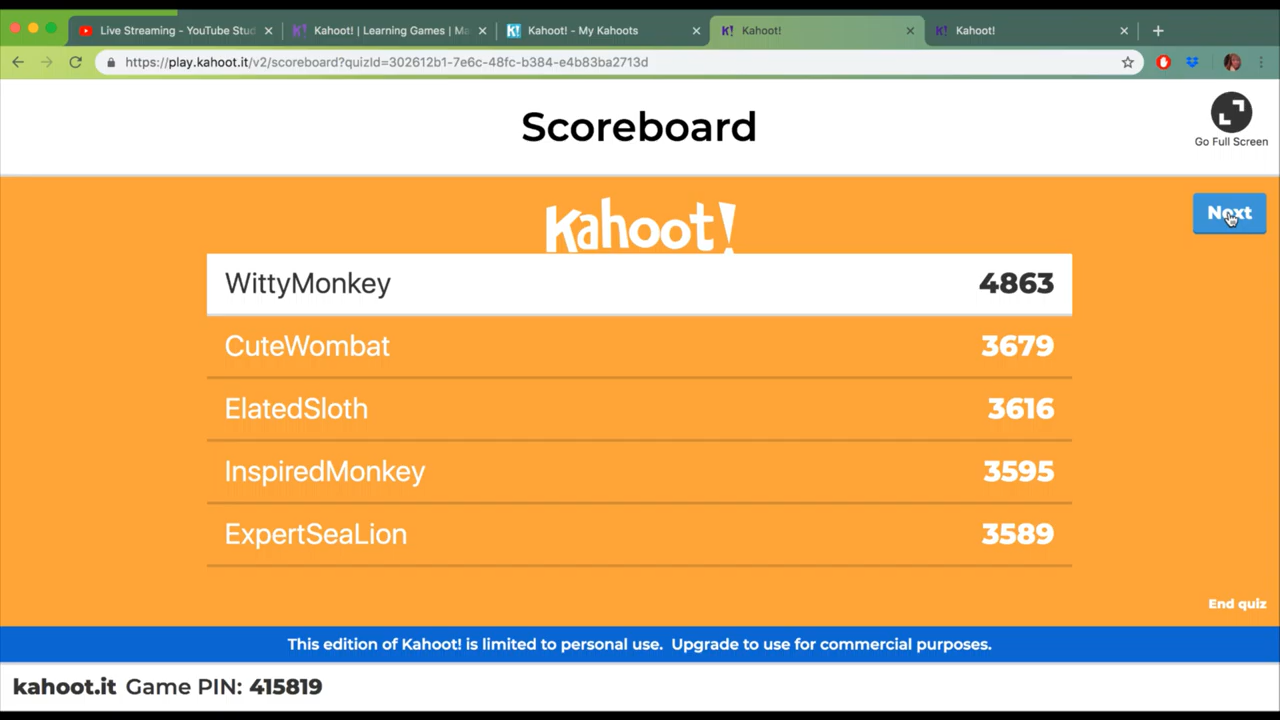 Live Streaming - YouTube Stud
Kahoot! | Learning Games | Ma
Kahoot! - My Kahoots
Kahoot!
Kahoot!
https://play.kahoot.it/v2/scoreboard?quizId=302612b1-7e6c-48fc-b384-e4b83ba2713d
Scoreboard
Go Full Screen
Kahoot!
Next
WittyMonkey 4863
CuteWombat 3679
ElatedSloth 3616
InspiredMonkey 3595
ExpertSeaLion 3589
End quiz
This edition of Kahoot! is limited to personal use. Upgrade to use for commercial purposes.
kahoot.it Game PIN: 415819